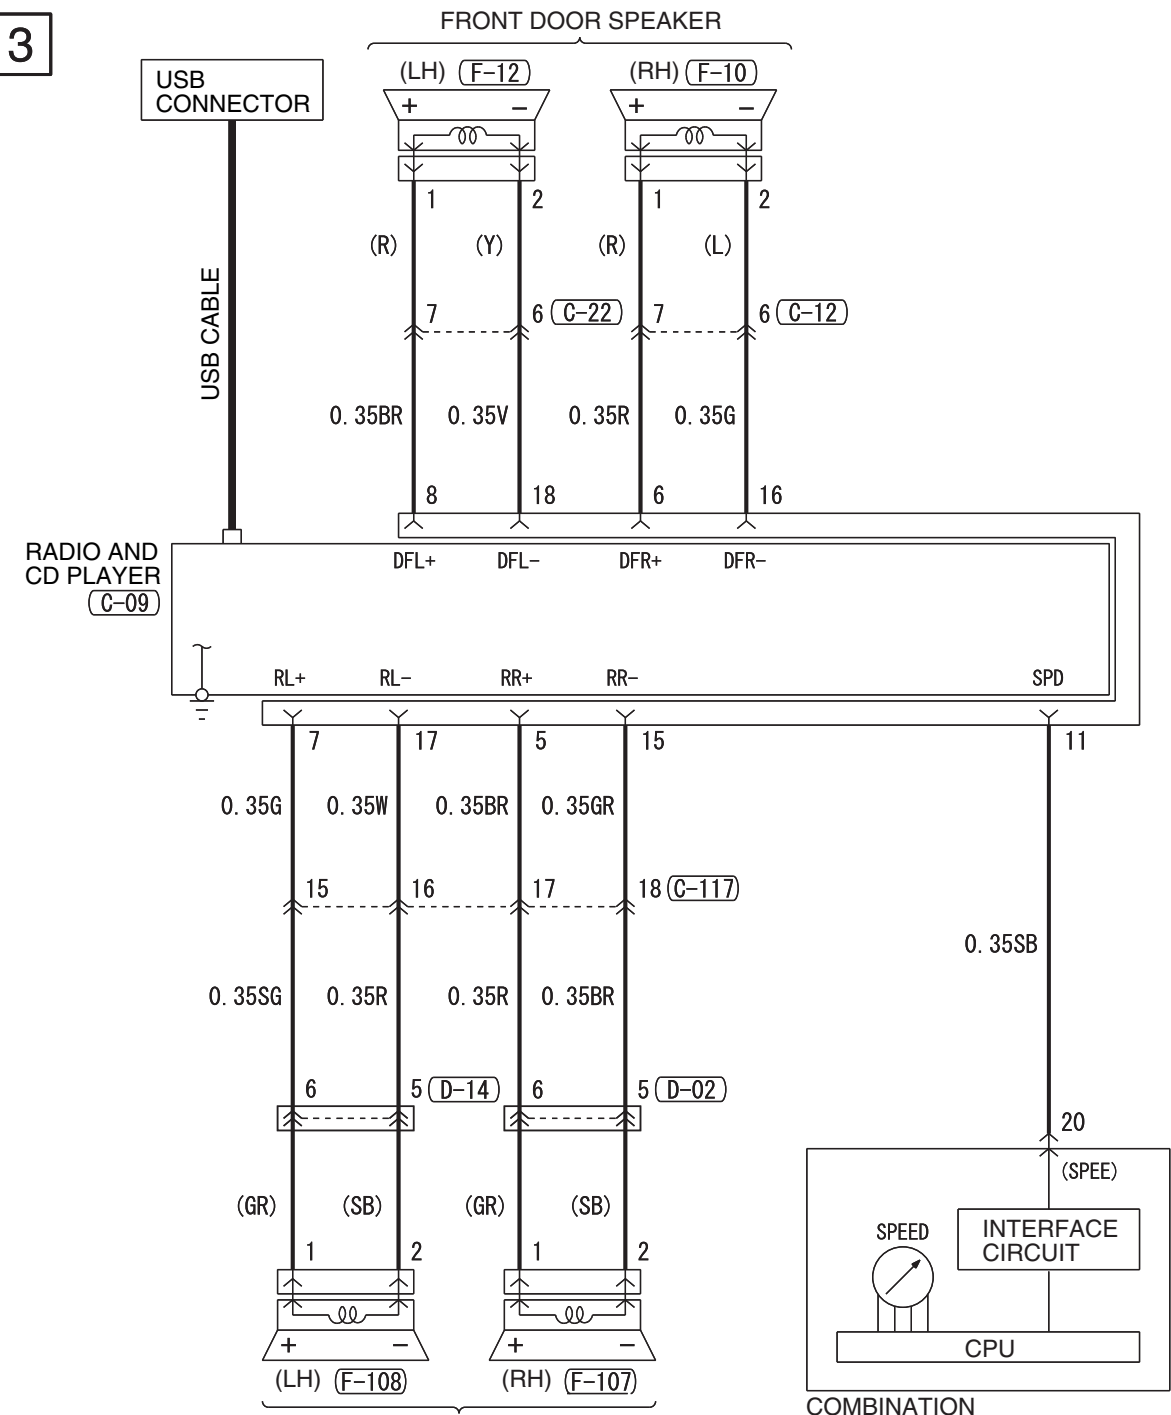 3
FRONT DOOR SPEAKER
(LH) F-12 (RH) F-10
USB
CONNECTOR
+ − + −
1 2 1 2
(R) (Y) (R) (L)
USB CABLE
7 6 C-22 7 6 C-12
0.35BR 0.35V 0.35R 0.35G
8 18 6 16
RADIO AND
CD PLAYER
C-09
DFL+ DFL- DFR+ DFR-
RL+ RL- RR+ RR- SPD
7 17 5 15 11
0.35G 0.35W 0.35BR 0.35GR
15 16 17 18 C-117
0.35SB
0.35SG 0.35R 0.35R 0.35BR
6 5 D-14 6 5 D-02
20
(SPEE)
(GR) (SB) (GR) (SB)
SPEED
INTERFACE
CIRCUIT
1 2 1 2
+ − + −
CPU
(LH) F-108 (RH) F-107
COMBINATION